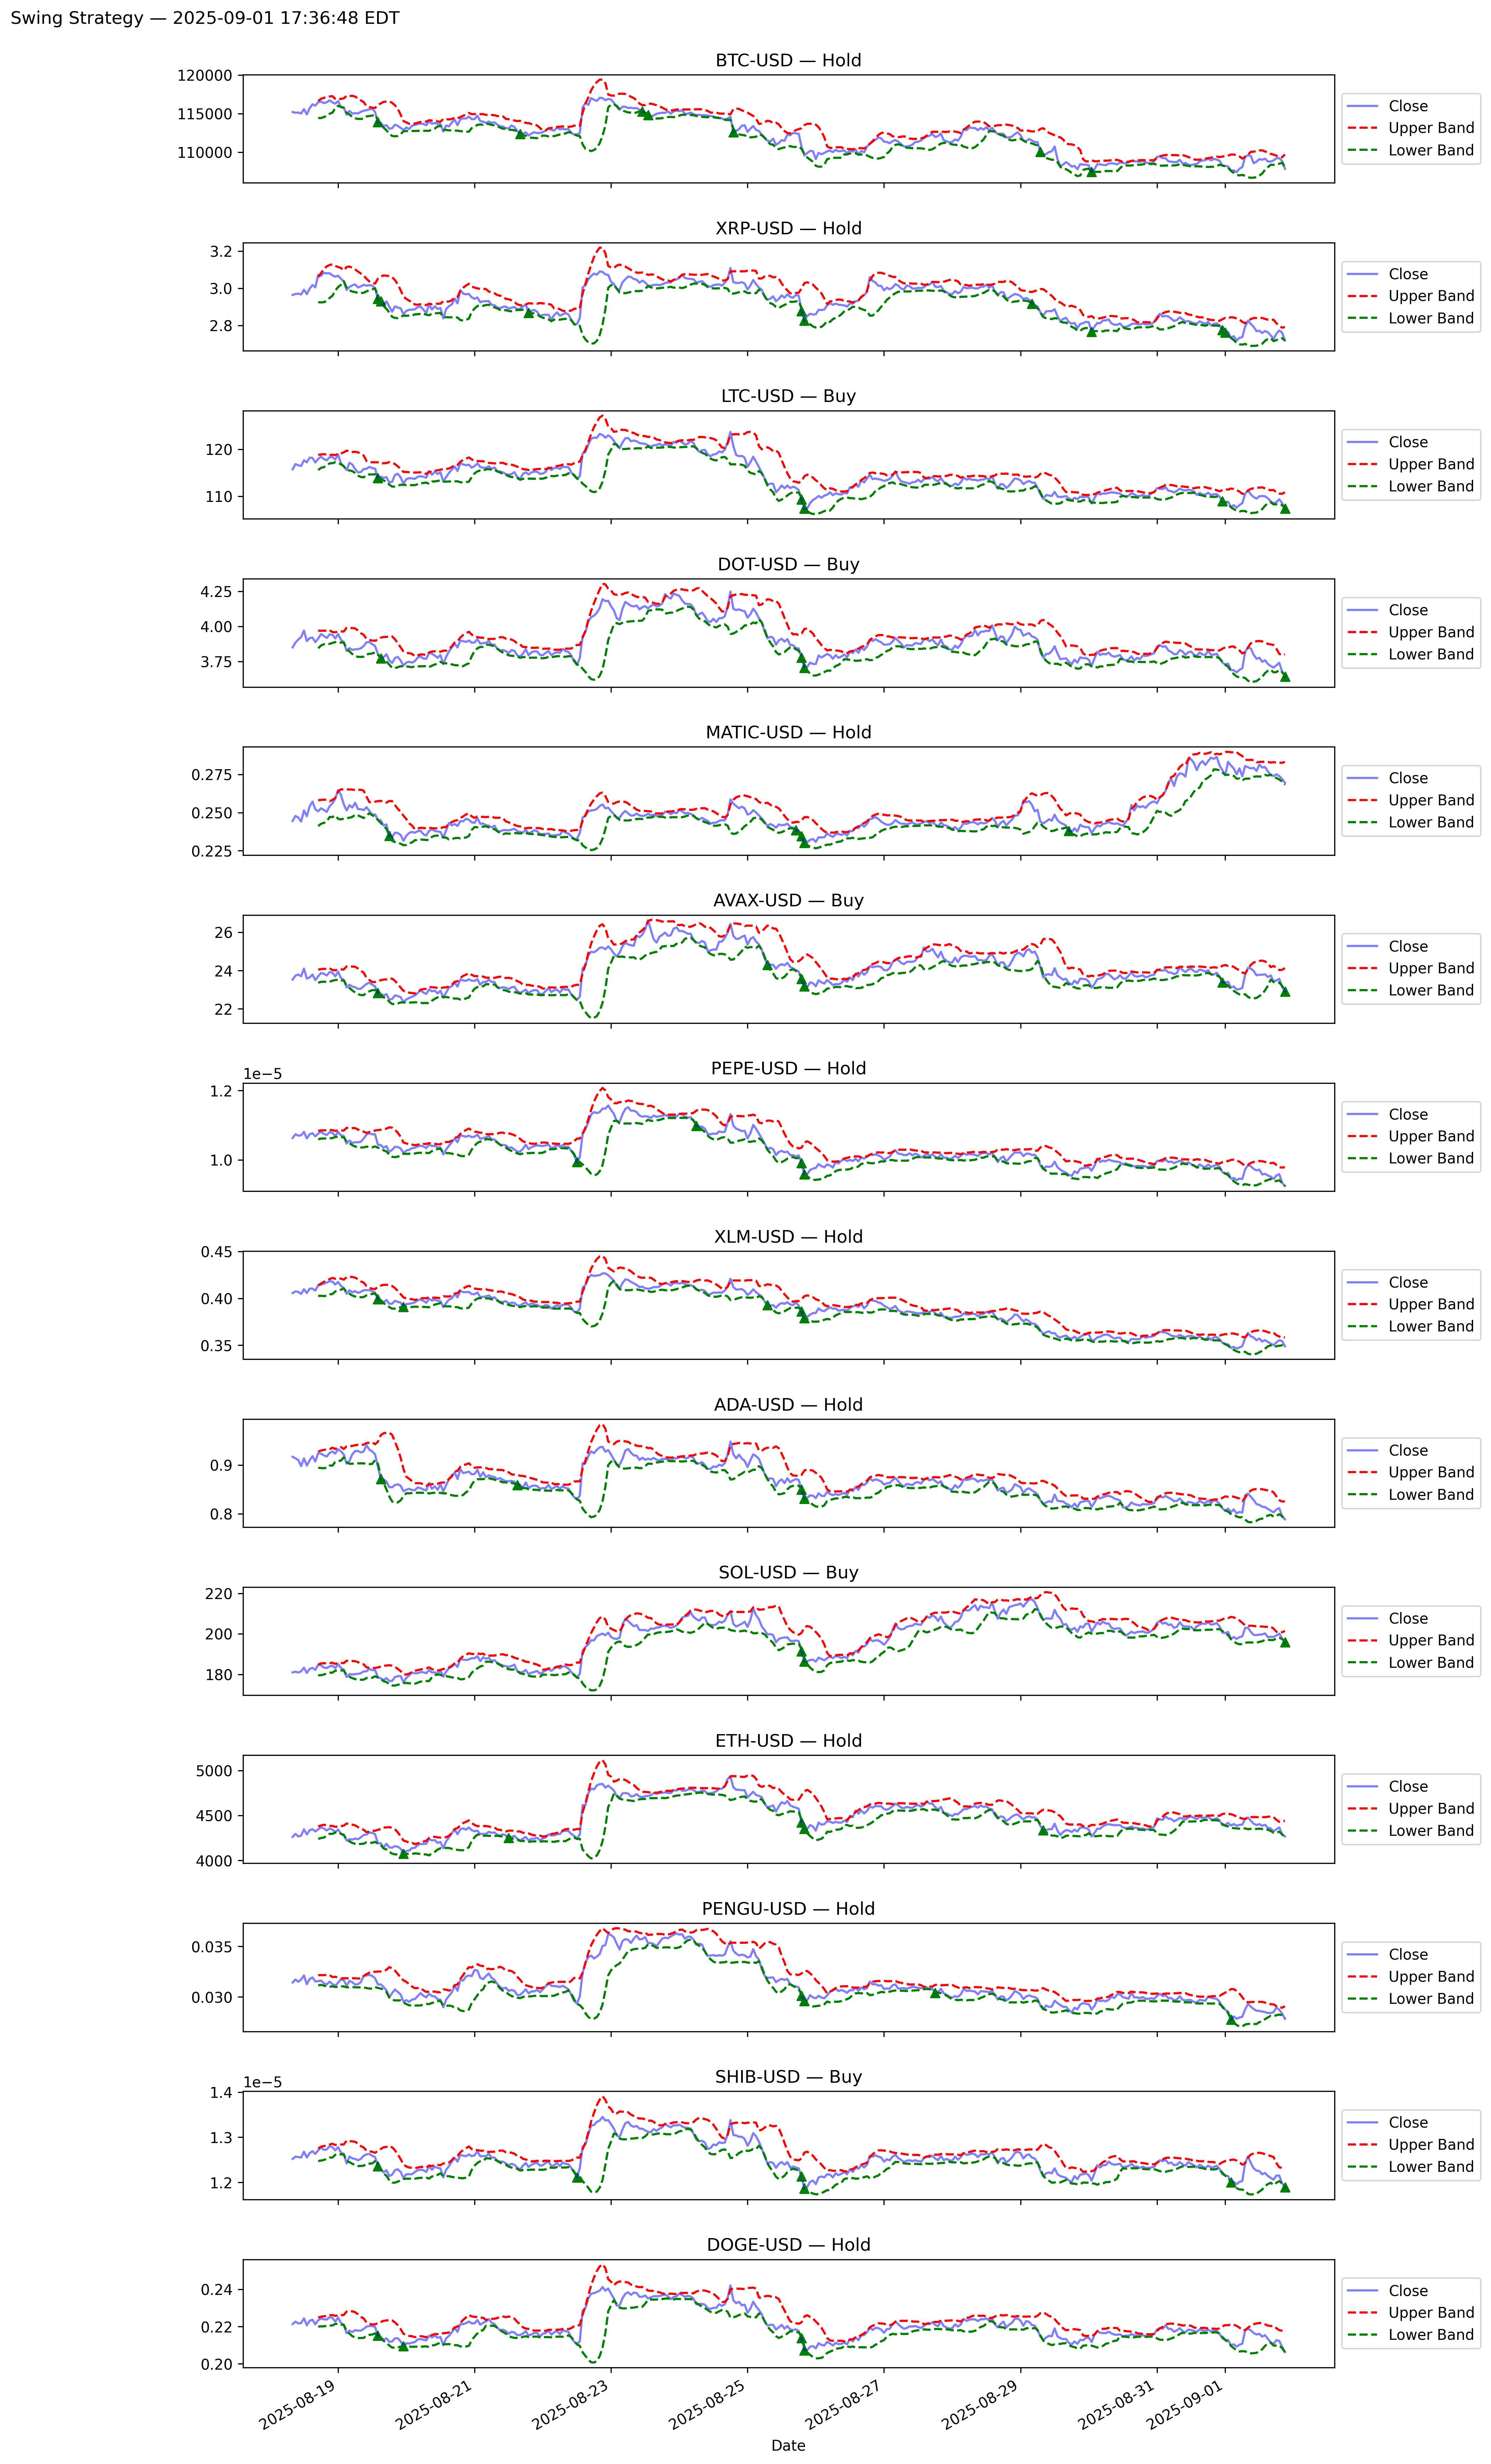 Swing Strategy — 2025-09-01 17:36:48 EDT
BTC-USD — Hold
120000
115000
110000
Close
Upper Band
Lower Band
XRP-USD — Hold
3.2
3.0
2.8
Close
Upper Band
Lower Band
LTC-USD — Buy
120
110
Close
Upper Band
Lower Band
DOT-USD — Buy
4.25
4.00
3.75
Close
Upper Band
Lower Band
MATIC-USD — Hold
0.275
0.250
0.225
Close
Upper Band
Lower Band
AVAX-USD — Buy
26
24
22
Close
Upper Band
Lower Band
PEPE-USD — Hold
1e−5
1.2
1.0
Close
Upper Band
Lower Band
XLM-USD — Hold
0.45
0.40
0.35
Close
Upper Band
Lower Band
ADA-USD — Hold
0.9
0.8
Close
Upper Band
Lower Band
SOL-USD — Buy
220
200
180
Close
Upper Band
Lower Band
ETH-USD — Hold
5000
4500
4000
Close
Upper Band
Lower Band
PENGU-USD — Hold
0.035
0.030
Close
Upper Band
Lower Band
SHIB-USD — Buy
1e−5
1.4
1.3
1.2
Close
Upper Band
Lower Band
DOGE-USD — Hold
0.24
0.22
0.20
Close
Upper Band
Lower Band
2025-08-19
2025-08-21
2025-08-23
2025-08-25
2025-08-27
2025-08-29
2025-08-31
2025-09-01
Date